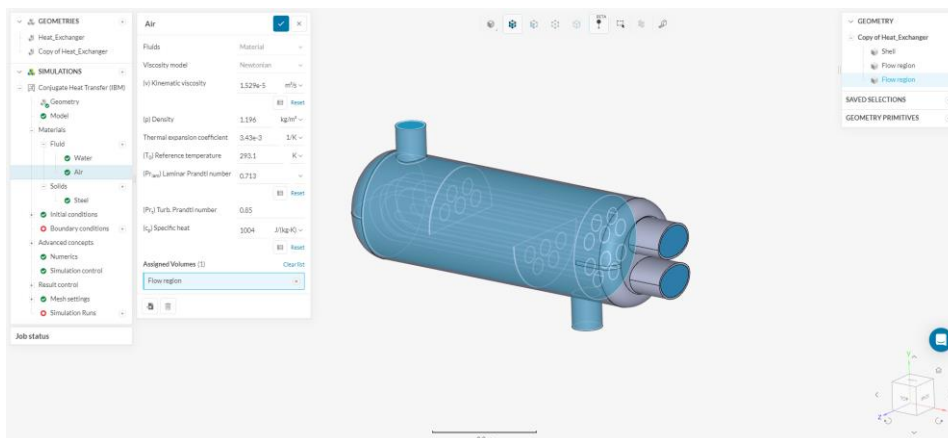 GEOMETRIES
Heat_Exchanger
Copy of Heat_Exchanger
SIMULATIONS
Conjugate Heat Transfer (IBM)
Geometry
Model
Materials
Fluid
Water
Air
Solids
Steel
Initial conditions
Boundary conditions
Advanced concepts
Numerics
Simulation control
Result control
Mesh settings
Simulation Runs
Job status
Air
Fluids Material
Viscosity model Newtonian
(ν) Kinematic viscosity 1.529e-5 m²/s
Reset
(ρ) Density 1.196 kg/m³
Thermal expansion coefficient 3.43e-3 1/K
(T₀) Reference temperature 293.1 K
(Prₗₐₘ) Laminar Prandtl number 0.713
Reset
(Prₜ) Turb. Prandtl number 0.85
(cₚ) Specific heat 1004 J/(kg·K)
Reset
Assigned Volumes (1) Clear list
Flow region
BETA
GEOMETRY
Copy of Heat_Exchanger
Shell
Flow region
Flow region
SAVED SELECTIONS
GEOMETRY PRIMITIVES
Y
Z